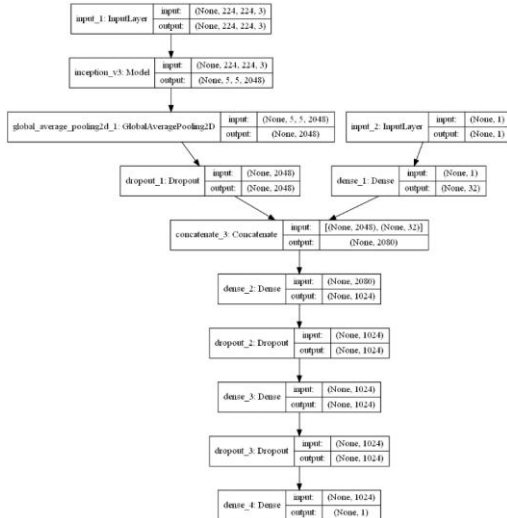 input_1: InputLayer input: (None, 224, 224, 3)
output: (None, 224, 224, 3)
inception_v3: Model input: (None, 224, 224, 3)
output: (None, 5, 5, 2048)
global_average_pooling2d_1: GlobalAveragePooling2D input: (None, 5, 5, 2048)
output: (None, 2048)
input_2: InputLayer input: (None, 1)
output: (None, 1)
dropout_1: Dropout input: (None, 2048)
output: (None, 2048)
dense_1: Dense input: (None, 1)
output: (None, 32)
concatenate_3: Concatenate input: [(None, 2048), (None, 32)]
output: (None, 2080)
dense_2: Dense input: (None, 2080)
output: (None, 1024)
dropout_2: Dropout input: (None, 1024)
output: (None, 1024)
dense_3: Dense input: (None, 1024)
output: (None, 1024)
dropout_3: Dropout input: (None, 1024)
output: (None, 1024)
dense_4: Dense input: (None, 1024)
output: (None, 1)